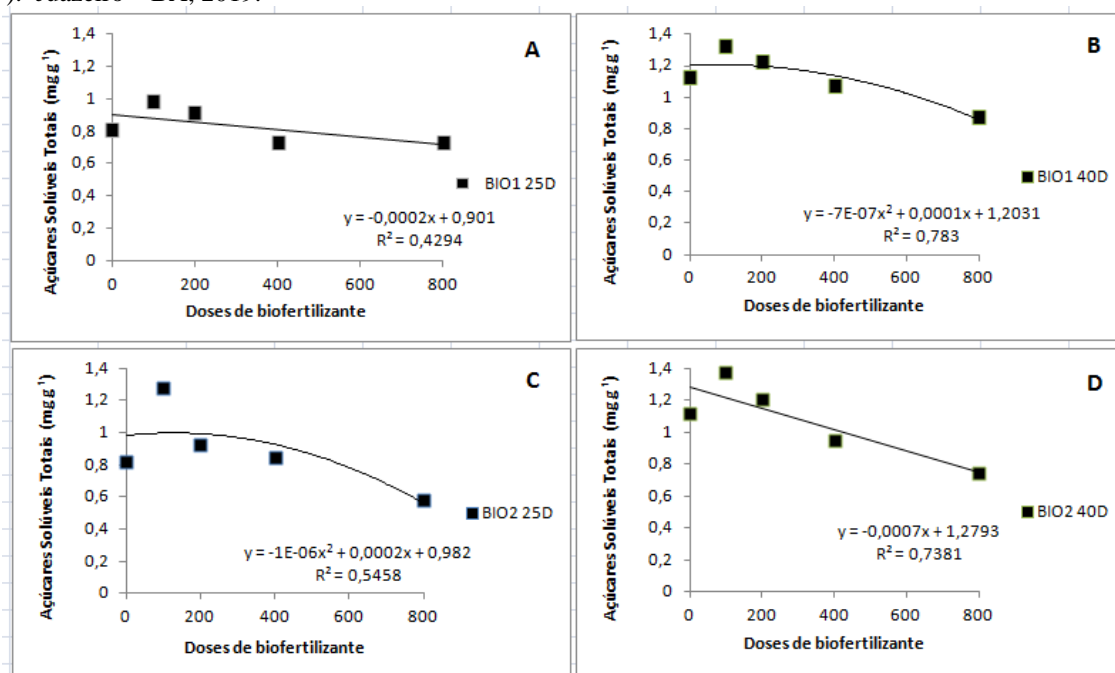 ). Juazeiro – BA, 2019.
A
Açúcares Solúveis Totais (mg g⁻¹)
1,4
1,2
1
0,8
0,6
0,4
0,2
0
0 200 400 600 800
Doses de biofertilizante
BIO1 25D
y = -0,0002x + 0,901
R² = 0,4294
B
Açúcares Solúveis Totais (mg g⁻¹)
1,4
1,2
1
0,8
0,6
0,4
0,2
0
0 200 400 600 800
Doses de biofertilizante
BIO1 40D
y = -7E-07x² + 0,0001x + 1,2031
R² = 0,783
C
Açúcares Solúveis Totais (mg g⁻¹)
1,4
1,2
1
0,8
0,6
0,4
0,2
0
0 200 400 600 800
Doses de biofertilizante
BIO2 25D
y = -1E-06x² + 0,0002x + 0,982
R² = 0,5458
D
Açúcares Solúveis Totais (mg g⁻¹)
1,4
1,2
1
0,8
0,6
0,4
0,2
0
0 200 400 600 800
Doses de biofertilizante
BIO2 40D
y = -0,0007x + 1,2793
R² = 0,7381